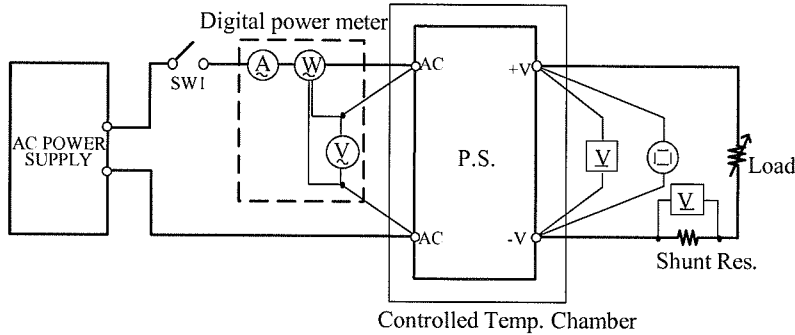 Digital power meter
SW1
A
W
AC
+V
AC POWER
SUPPLY
V
P.S.
V
Load
V
AC
-V
Shunt Res.
Controlled Temp. Chamber